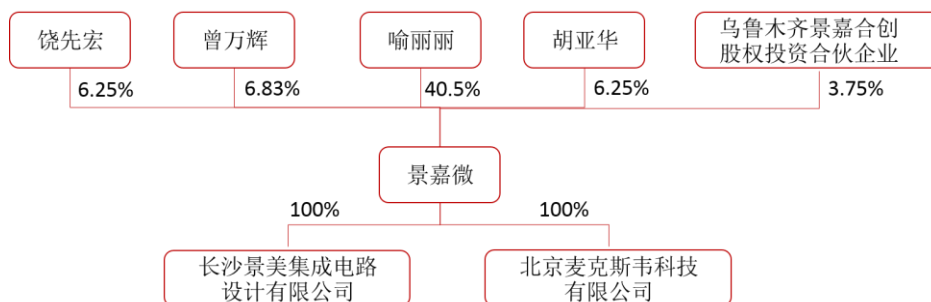 饶先宏
曾万辉
喻丽丽
胡亚华
乌鲁木齐景嘉合创
股权投资合伙企业
6.25%
6.83%
40.5%
6.25%
3.75%
景嘉微
100%
100%
长沙景美集成电路
设计有限公司
北京麦克斯韦科技
有限公司